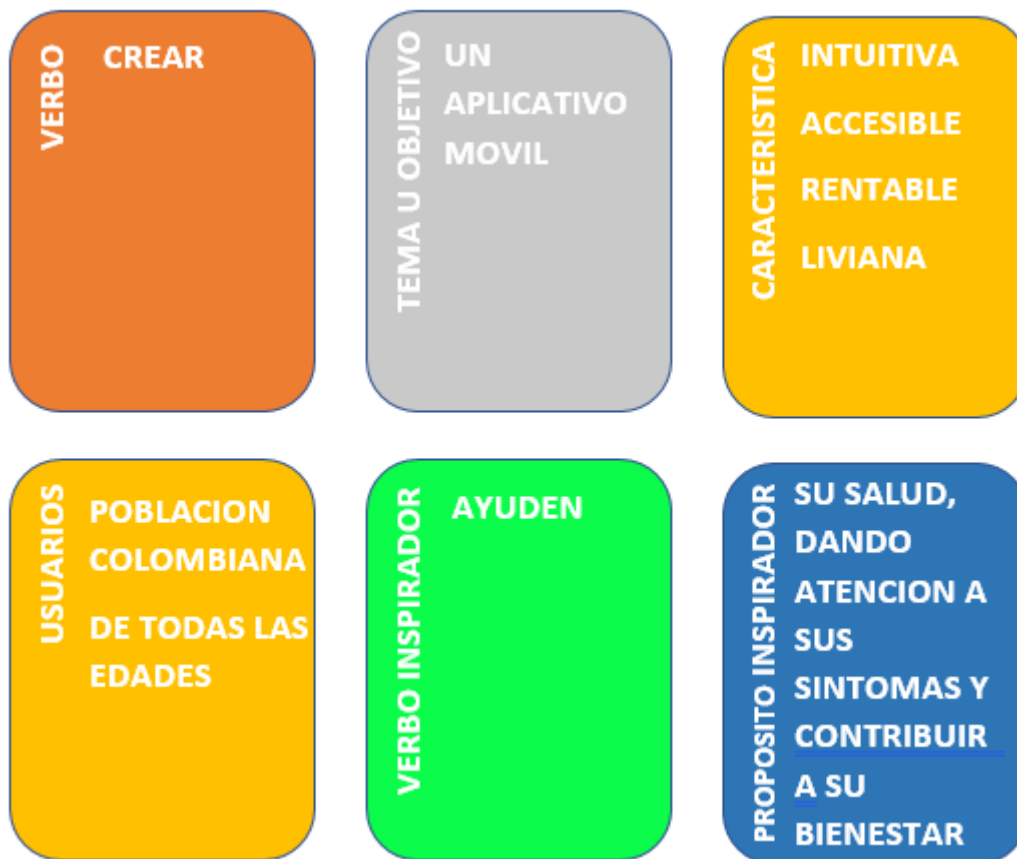 VERBO
CREAR
TEMA U OBJETIVO
UN
APLICATIVO
MOVIL
CARACTERISTICA
INTUITIVA
ACCESIBLE
RENTABLE
LIVIANA
USUARIOS
POBLACION
COLOMBIANA
DE TODAS LAS
EDADES
VERBO INSPIRADOR
AYUDEN
PROPOSITO INSPIRADOR
SU SALUD,
DANDO
ATENCION A
SUS
SINTOMAS Y
CONTRIBUIR
A SU
BIENESTAR